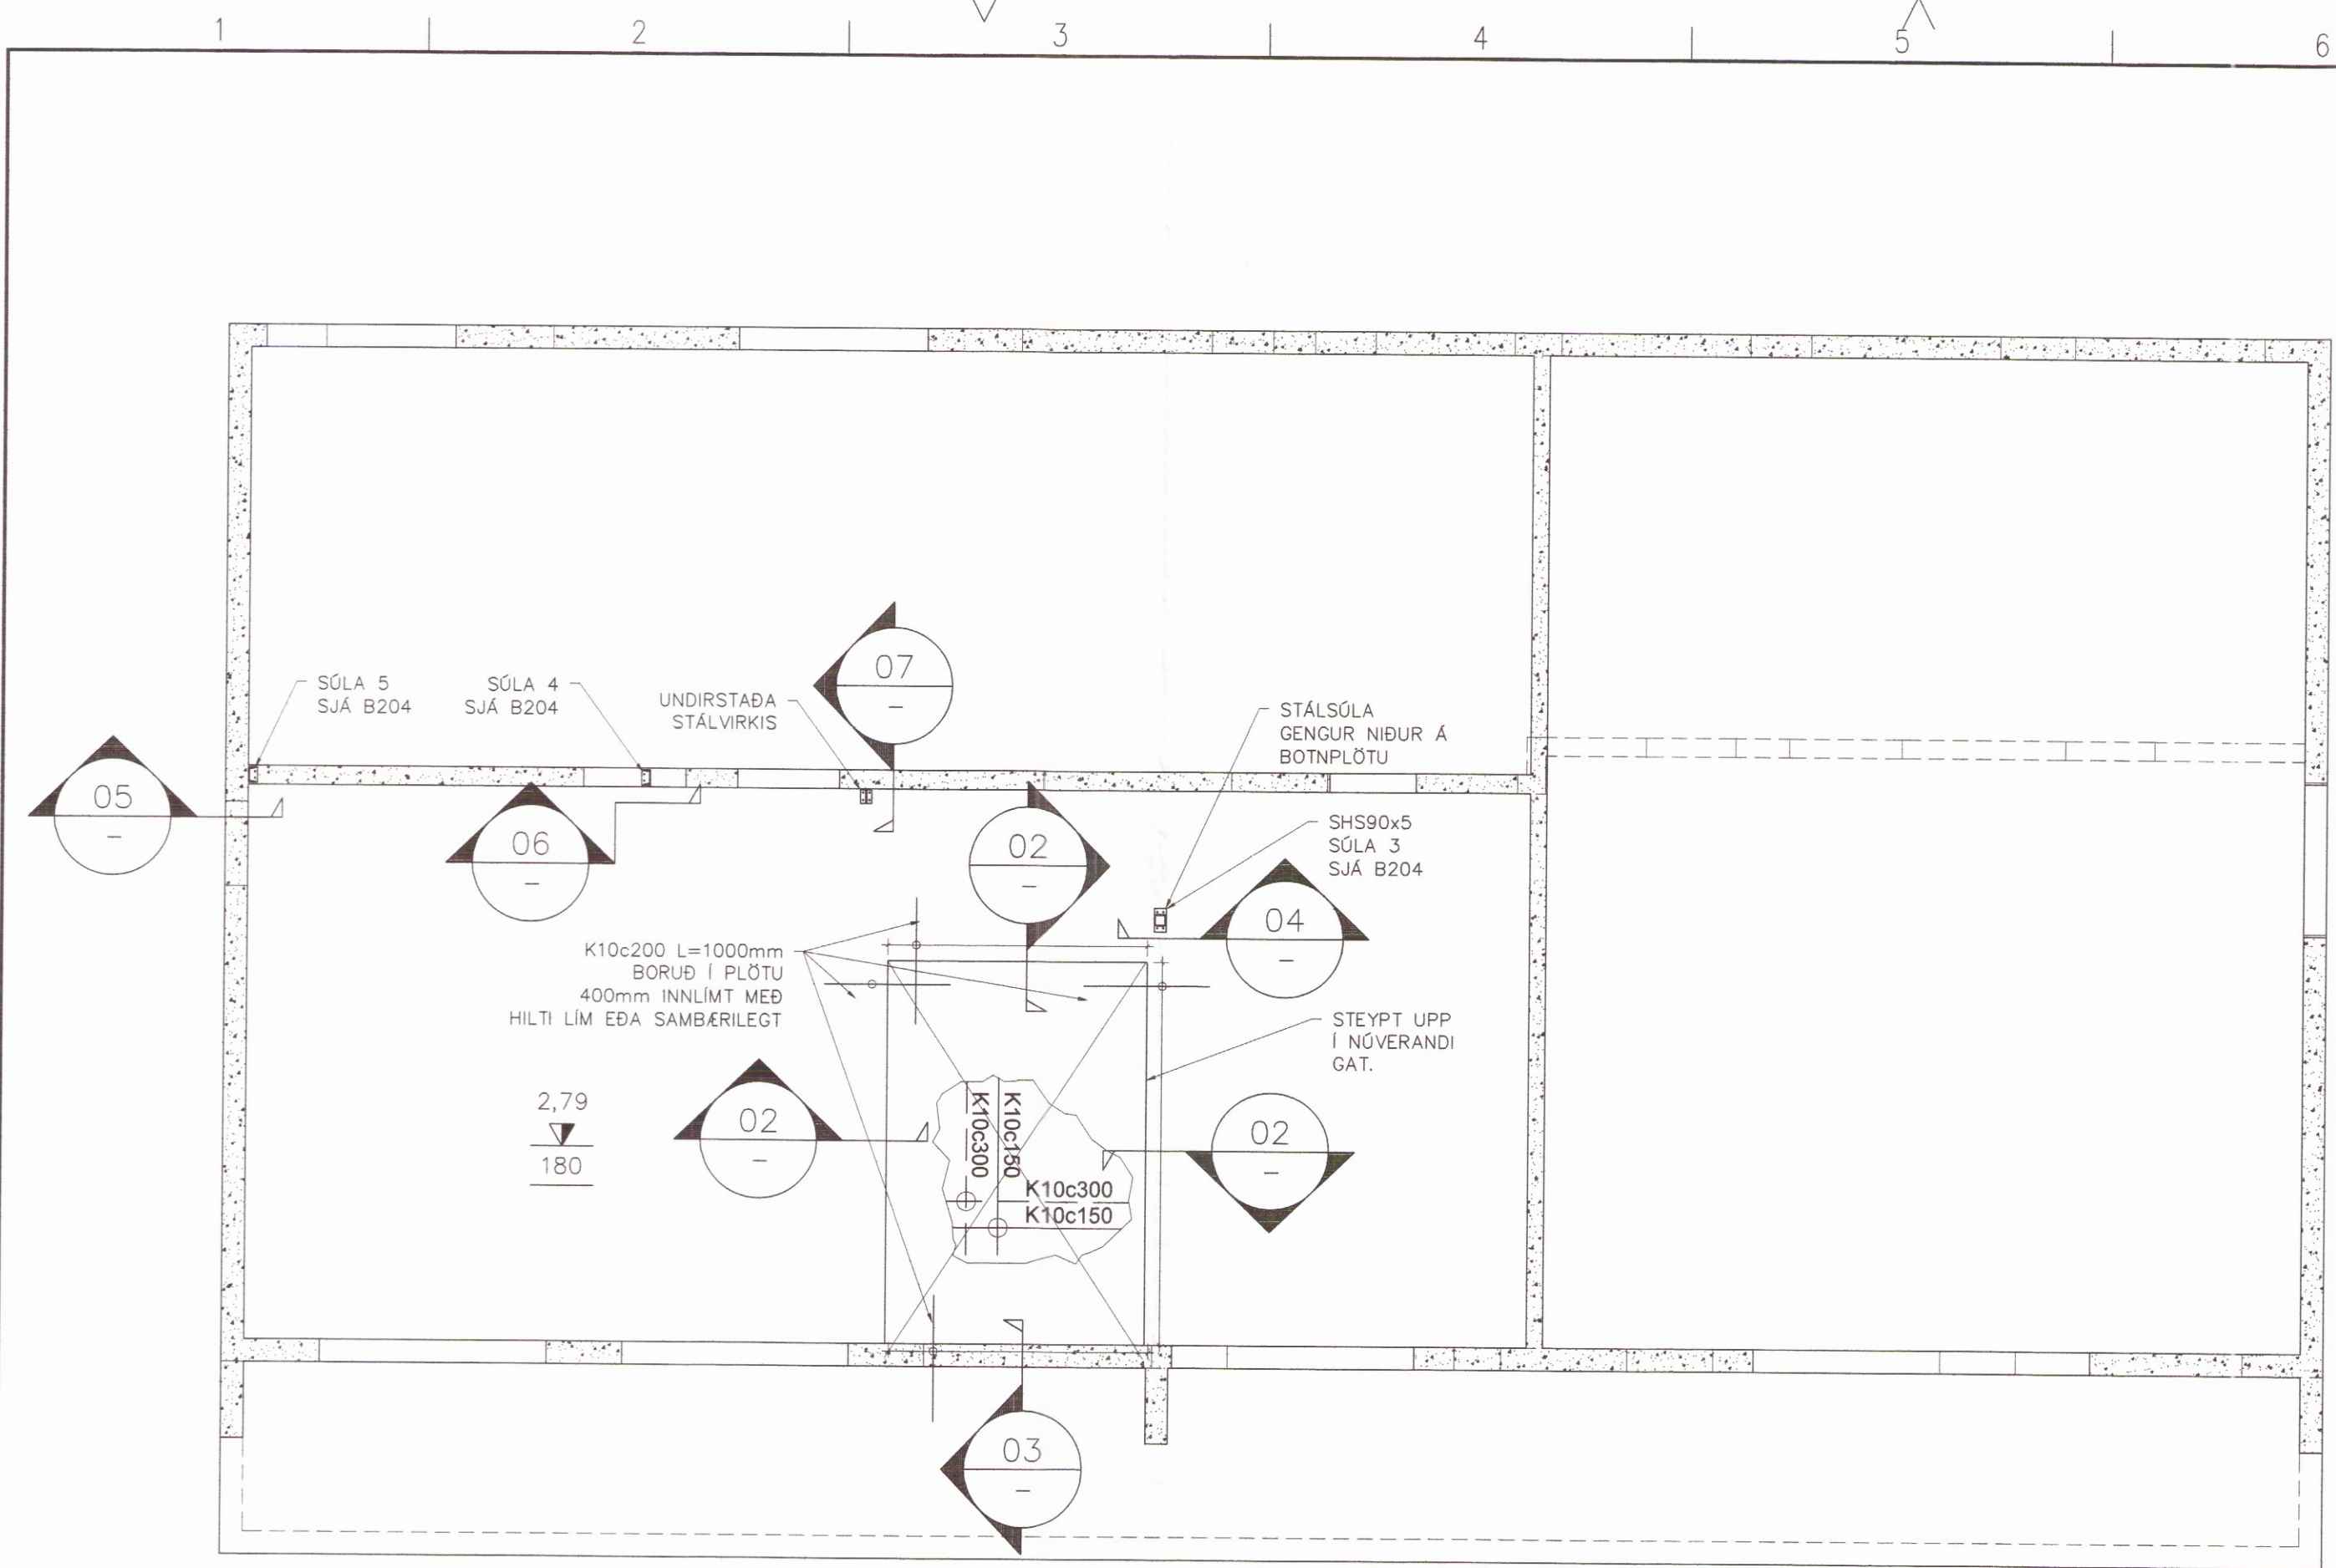 1 2 3 4 5 6
07
–
SÚLA 5
SJÁ B204
SÚLA 4
SJÁ B204
UNDIRSTAÐA
STÁLVIRKIS
STÁLSÚLA
GENGUR NIÐUR Á
BOTNPLÖTU
05
–
06
–
02
–
SHS90x5
SÚLA 3
SJÁ B204
04
–
K10c200 L=1000mm
BORUÐ Í PLÖTU
400mm INNLÍMT MEÐ
HILTI LÍM EÐA SAMBÆRILEGT
STEYPT UPP
Í NÚVERANDI
GAT.
2,79
180
02
–
K10c300
K10c150
K10c300
K10c150
02
–
03
–